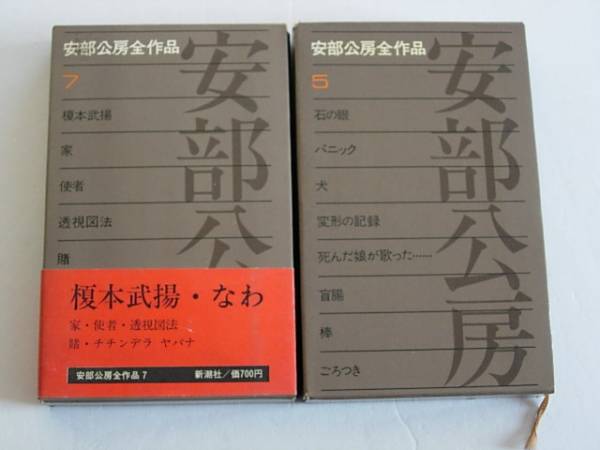 安部公房全作品
7
榎本武揚
家
使者
透視図法
賭
安部公
榎本武揚・なわ
家・使者・透視図法
賭・チチンデラ ヤパナ
安部公房全作品 7 新潮社／価700円
安部公房全作品
5
石の眼
パニック
犬
変形の記録
死んだ娘が歌った……
盲腸
棒
ごろつき
安部公房